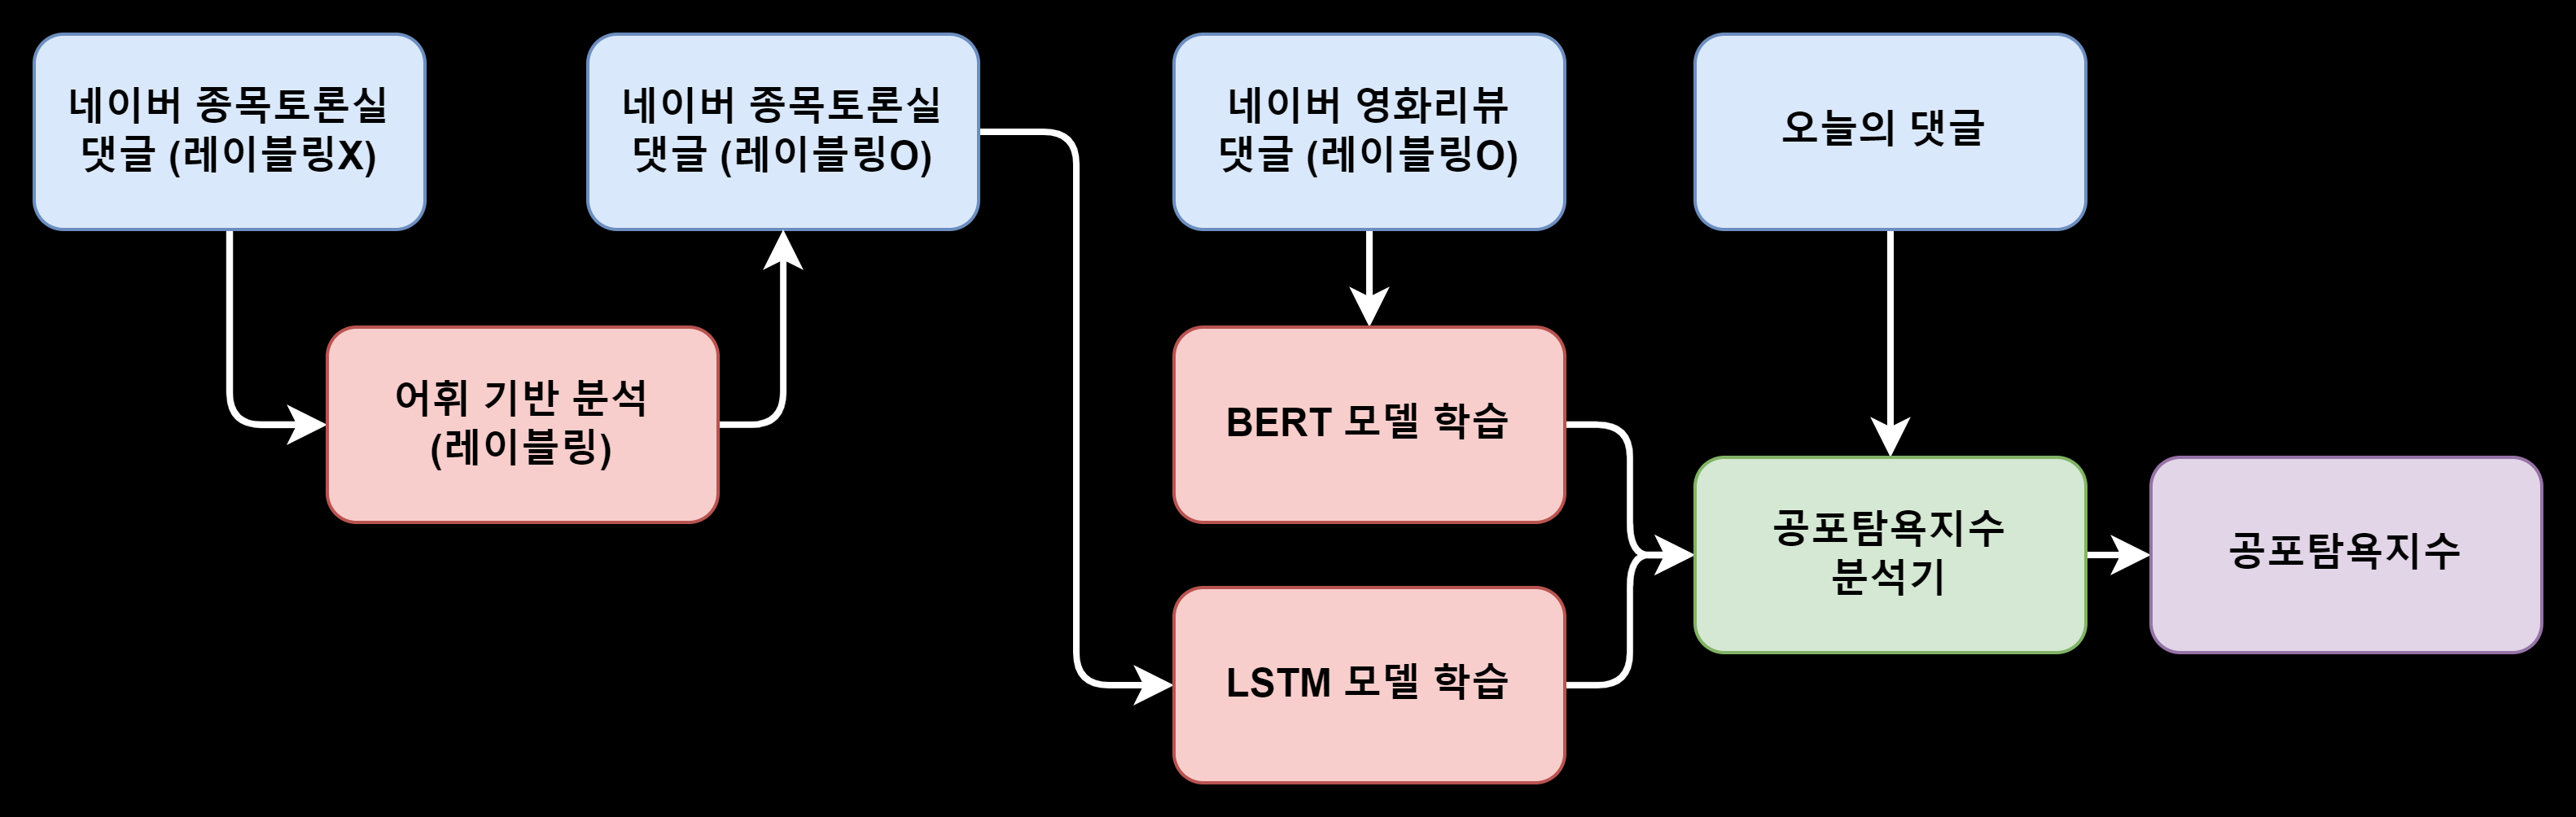 네이버 종목토론실
댓글 (레이블링X)
네이버 종목토론실
댓글 (레이블링O)
네이버 영화리뷰
댓글 (레이블링O)
오늘의 댓글
어휘 기반 분석
(레이블링)
BERT 모델 학습
LSTM 모델 학습
공포탐욕지수
분석기
공포탐욕지수